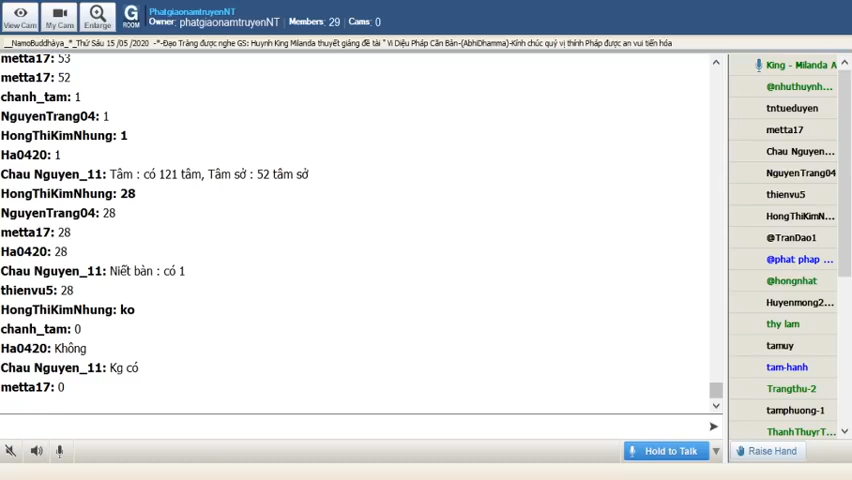 View Cam
My Cam
Enlarge
G
ROOM
PhatgiaonamtruyenNT
Owner: phatgiaonamtruyenNT Members: 29 Cams: 0
__NamoBuddhàya_*_Thứ Sáu 15 /05 /2020 -*-Đạo Tràng được nghe GS: Huynh King Milanda thuyết giảng đề tài " Vi Diệu Pháp Căn Bản-(AbhiDhamma)-Kính chúc quý vị thính Pháp được an vui tiến hóa
metta17: 53
metta17: 52
chanh_tam: 1
NguyenTrang04: 1
HongThiKimNhung: 1
Ha0420: 1
Chau Nguyen_11: Tâm : có 121 tâm, Tâm sở : 52 tâm sở
HongThiKimNhung: 28
NguyenTrang04: 28
metta17: 28
Ha0420: 28
Chau Nguyen_11: Niết bàn : có 1
thienvu5: 28
HongThiKimNhung: ko
chanh_tam: 0
Ha0420: Không
Chau Nguyen_11: Kg có
metta17: 0
King - Milanda A
@nhuthuynh...
tntueduyen
metta17
Chau Nguyen...
NguyenTrang04
thienvu5
HongThiKimN...
@TranDao1
@phat phap ...
@hongnhat
Huyenmong2...
thy lam
tamuy
tam-hanh
Trangthu-2
tamphuong-1
ThanhThuyrT...
Hold to Talk
Raise Hand